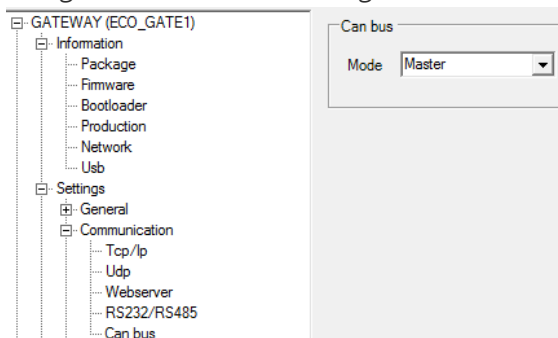 GATEWAY (ECO_GATE1)
Information
Package
Firmware
Bootloader
Production
Network
Usb
Settings
General
Communication
Tcp/Ip
Udp
Webserver
RS232/RS485
Can bus
Can bus
Mode Master